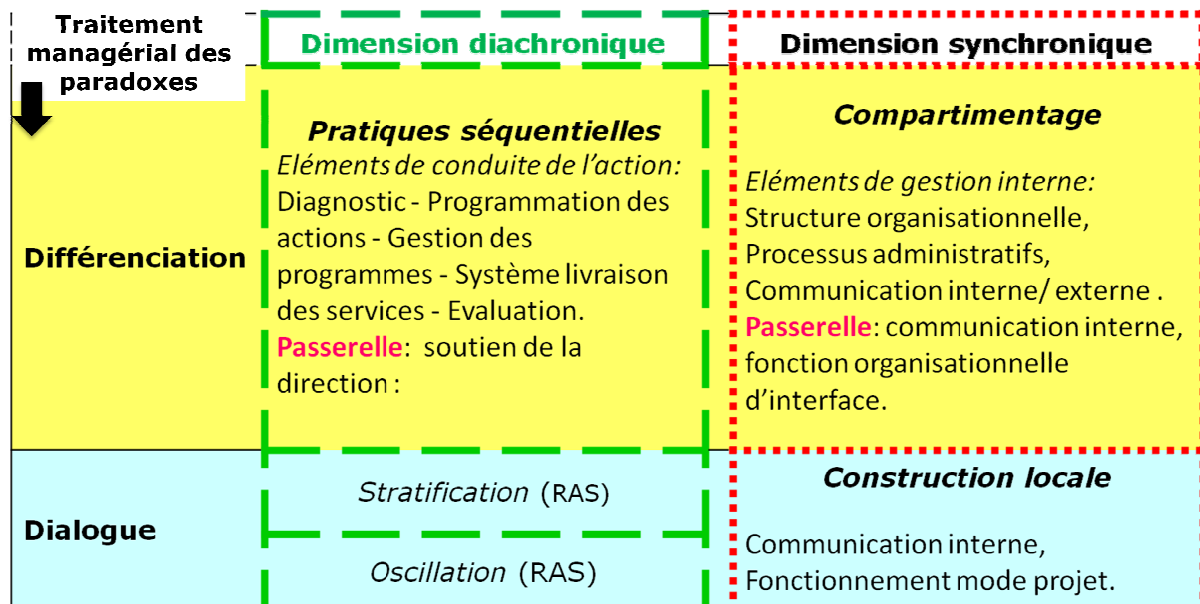 Traitement
managérial des
paradoxes
Dimension diachronique
Dimension synchronique
Différenciation
Pratiques séquentielles
Eléments de conduite de l’action:
Diagnostic - Programmation des
actions - Gestion des
programmes - Système livraison
des services - Evaluation.
Passerelle: soutien de la
direction :
Compartimentage
Eléments de gestion interne:
Structure organisationnelle,
Processus administratifs,
Communication interne/ externe .
Passerelle: communication interne,
fonction organisationnelle
d’interface.
Dialogue
Stratification (RAS)
Oscillation (RAS)
Construction locale
Communication interne,
Fonctionnement mode projet.